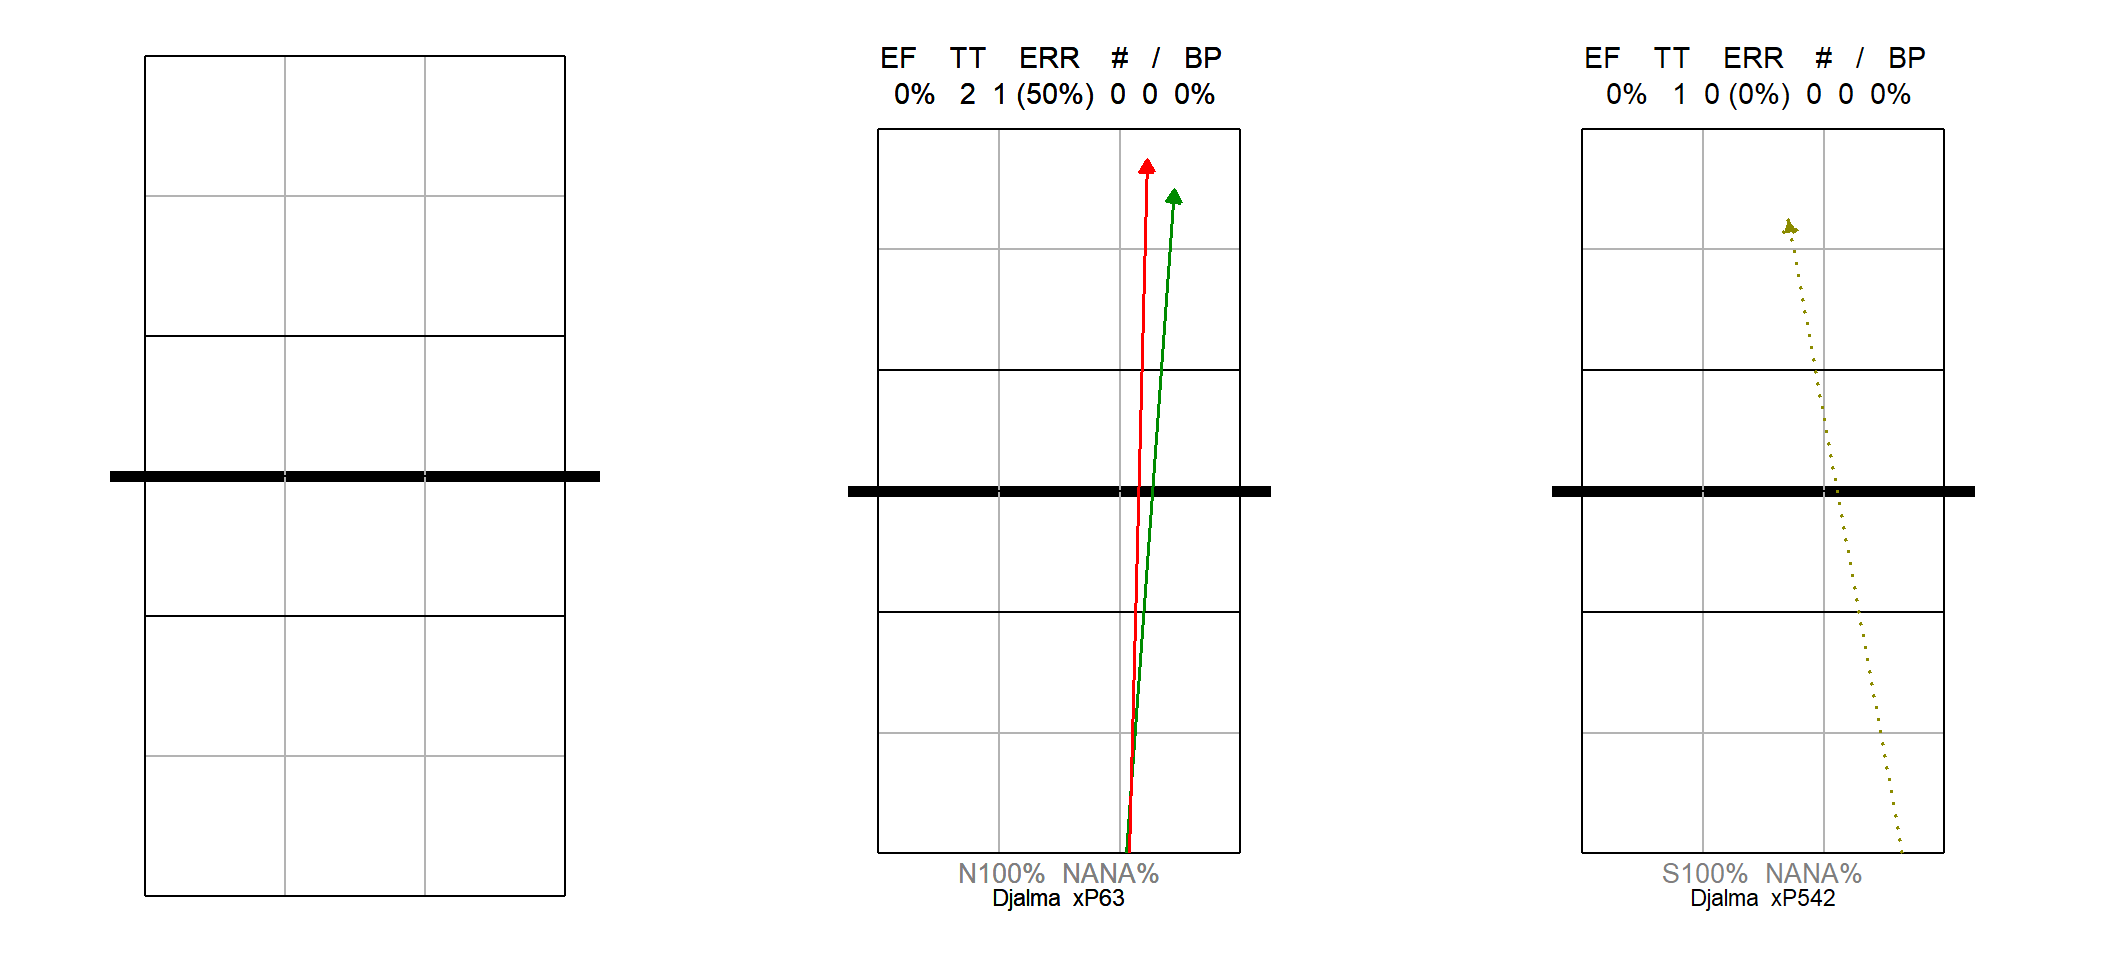 EF TT ERR # / BP
0% 2 1 (50%) 0 0 0%
N100% NANA%
Djalma xP63
EF TT ERR # / BP
0% 1 0 (0%) 0 0 0%
S100% NANA%
Djalma xP542